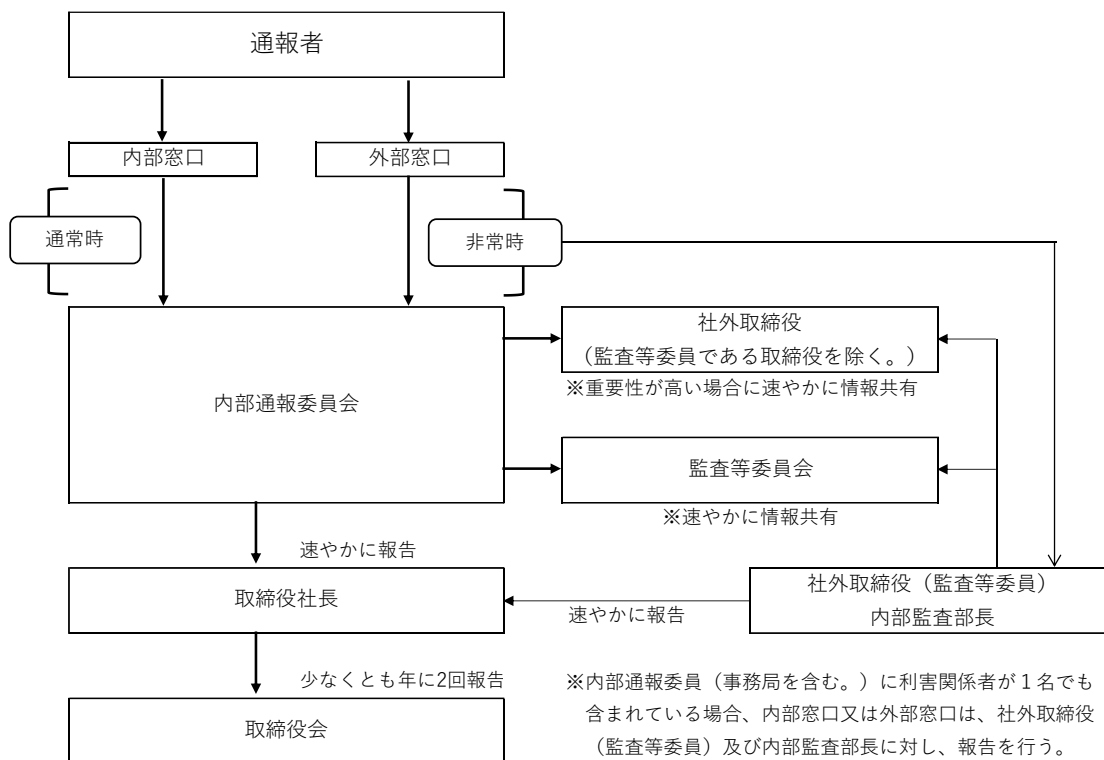 通報者
内部窓口
外部窓口
通常時
非常時
内部通報委員会
社外取締役
（監査等委員である取締役を除く。）
※重要性が高い場合に速やかに情報共有
監査等委員会
※速やかに情報共有
速やかに報告
取締役社長
速やかに報告
社外取締役（監査等委員）
内部監査部長
少なくとも年に2回報告
取締役会
※内部通報委員（事務局を含む。）に利害関係者が１名でも
含まれている場合、内部窓口又は外部窓口は、社外取締役
（監査等委員）及び内部監査部長に対し、報告を行う。